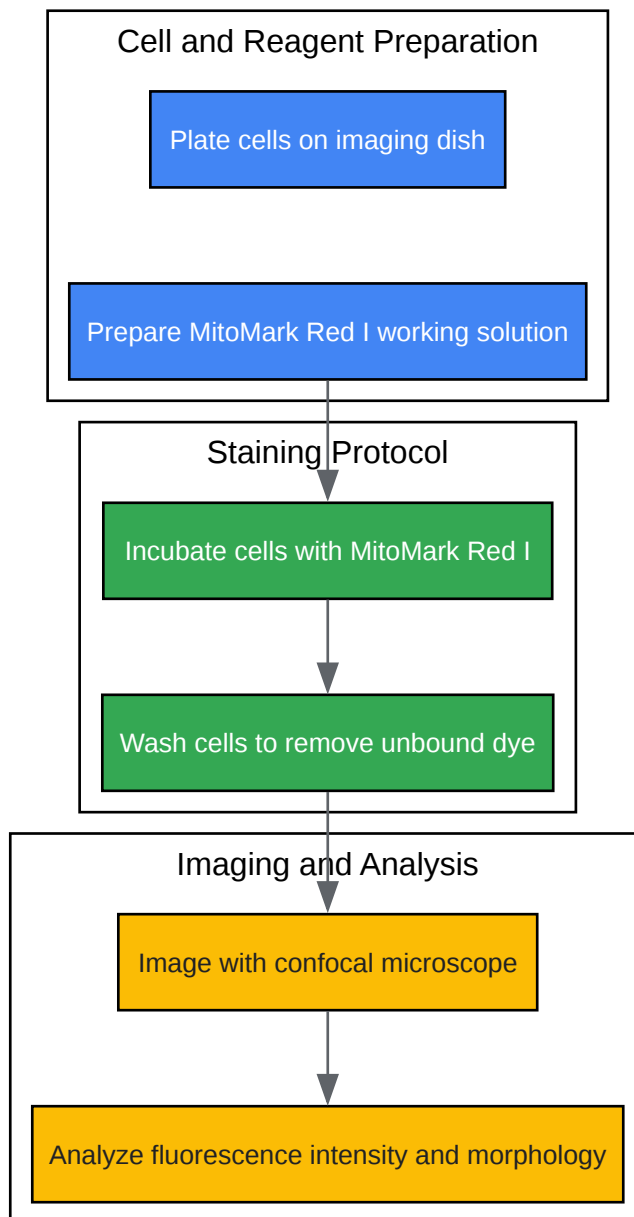 Cell and Reagent Preparation
Plate cells on imaging dish
Prepare MitoMark Red I working solution
Staining Protocol
Incubate cells with MitoMark Red I
Wash cells to remove unbound dye
Imaging and Analysis
Image with confocal microscope
Analyze fluorescence intensity and morphology